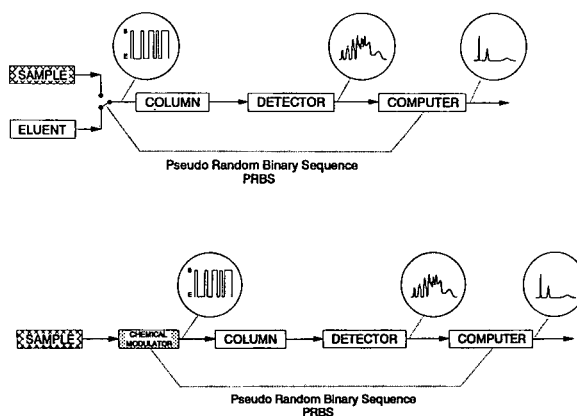 SAMPLE
ELUENT
COLUMN
DETECTOR
COMPUTER
E
Pseudo Random Binary Sequence
PRBS
E
SAMPLE
CHEMICAL
MODULATOR
COLUMN
DETECTOR
COMPUTER
Pseudo Random Binary Sequence
PRBS